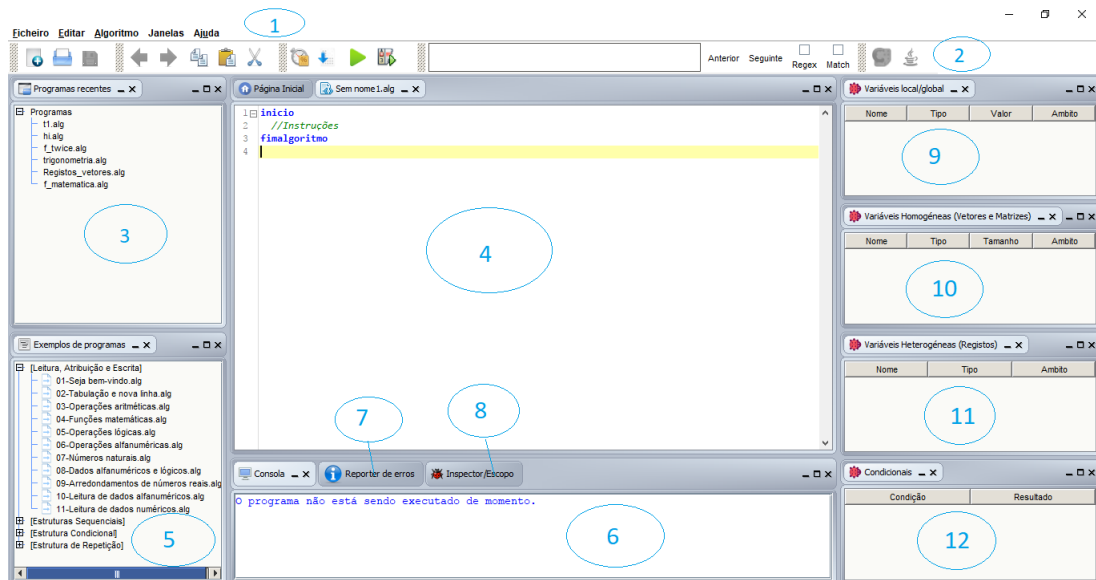 1
Ficheiro Editar Algoritmo Janelas Ajuda
Anterior Seguinte Regex Match
2
Programas recentes
Programas
t1.alg
hi.alg
f_twice.alg
trigonometria.alg
Registos_vetores.alg
f_matematica.alg
3
Página Inicial
Sem nome1.alg
1 inicio
2 //Instruções
3 fimalgoritmo
4
4
Variáveis local/global
Nome Tipo Valor Ambito
9
Variáveis Homogéneas (Vetores e Matrizes)
Nome Tipo Tamanho Ambito
10
Exemplos de programas
[Leitura, Atribuição e Escrita]
01-Seja bem-vindo.alg
02-Tabulação e nova linha.alg
03-Operações aritméticas.alg
04-Funções matemáticas.alg
05-Operações lógicas.alg
06-Operações alfanuméricas.alg
07-Números naturais.alg
08-Dados alfanuméricos e lógicos.alg
09-Arredondamentos de números reais.alg
10-Leitura de dados alfanuméricos.alg
11-Leitura de dados numéricos.alg
[Estruturas Sequenciais]
[Estrutura Condicional]
[Estrutura de Repetição]
5
7
8
Consola
Reporter de erros
Inspector/Escopo
O programa não está sendo executado de momento.
6
Variáveis Heterogéneas (Registos)
Nome Tipo Ambito
11
Condicionais
Condição Resultado
12